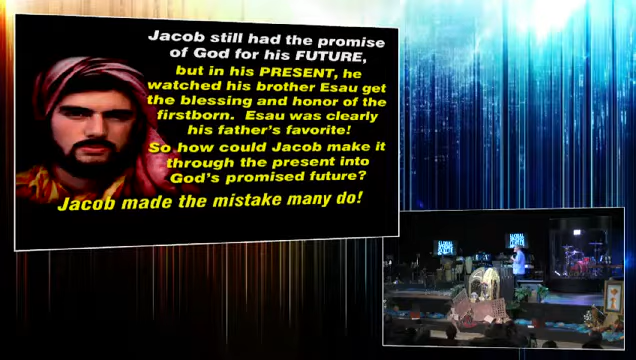 Jacob still had the promise
of God for his FUTURE,
but in his PRESENT, he
watched his brother Esau get
the blessing and honor of the
firstborn. Esau was clearly
his father's favorite!
So how could Jacob make it
through the present into
God's promised future?
Jacob made the mistake many do!